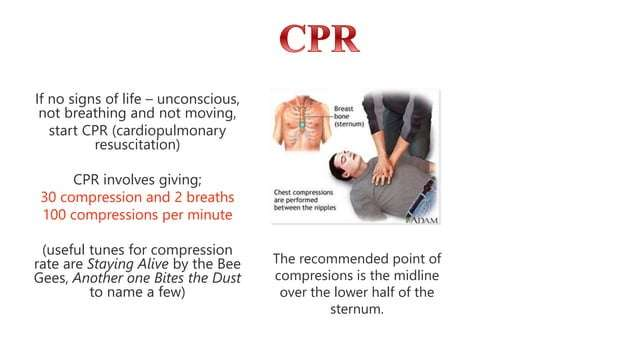 CPR
If no signs of life – unconscious,
not breathing and not moving,
start CPR (cardiopulmonary
resuscitation)
CPR involves giving;
30 compression and 2 breaths
100 compressions per minute
(useful tunes for compression
rate are Staying Alive by the Bee
Gees, Another one Bites the Dust
to name a few)
Breast
bone
(sternum)
Chest compressions
are performed
between the nipples
ADAM
The recommended point of
compresions is the midline
over the lower half of the
sternum.